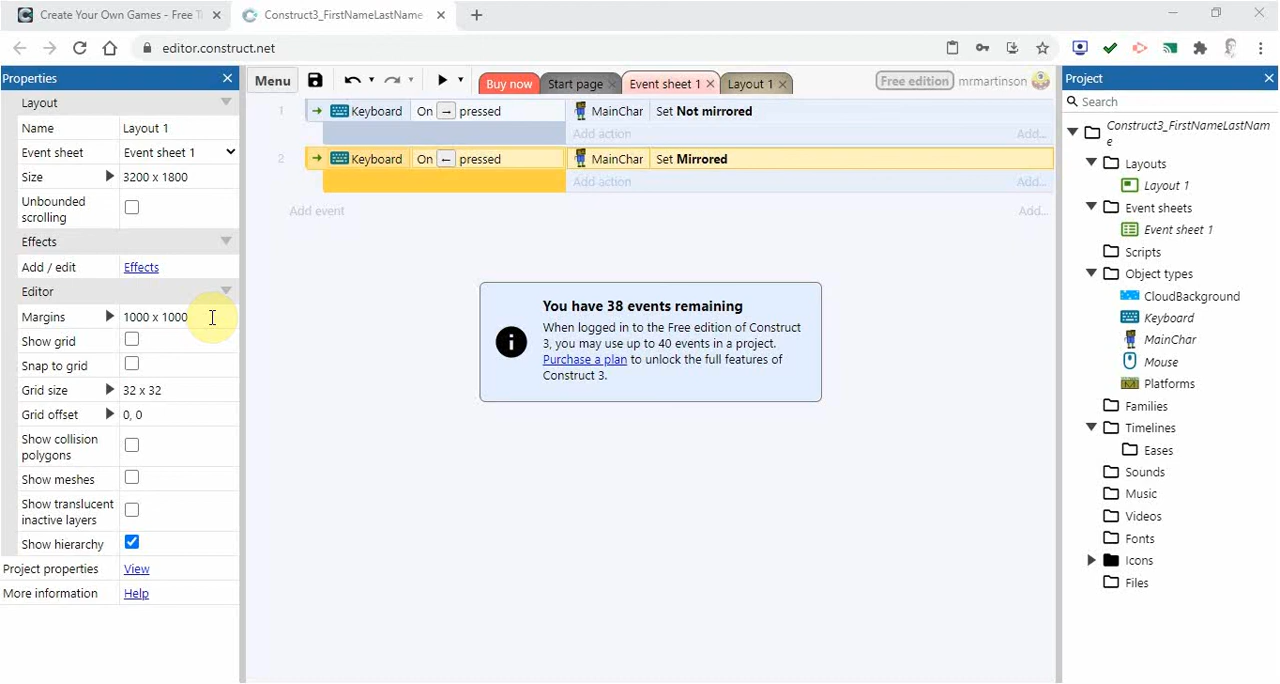 Create Your Own Games - Free T
Construct3_FirstNameLastName
editor.construct.net
Properties
Menu
Buy now
Start page
Event sheet 1
Layout 1
Free edition
mrmartinson
Project
Layout
Name Layout 1
Event sheet Event sheet 1
Size 3200 x 1800
Unbounded
scrolling
Effects
Add / edit Effects
Editor
Margins 1000 x 1000
Show grid
Snap to grid
Grid size 32 x 32
Grid offset 0, 0
Show collision
polygons
Show meshes
Show translucent
inactive layers
Show hierarchy
Project properties View
More information Help
1 Keyboard On → pressed MainChar Set Not mirrored
Add action Add...
2 Keyboard On ← pressed MainChar Set Mirrored
Add action Add...
Add event Add...
You have 38 events remaining
When logged in to the Free edition of Construct
3, you may use up to 40 events in a project.
Purchase a plan to unlock the full features of
Construct 3.
Search
Construct3_FirstNameLastNam
e
Layouts
Layout 1
Event sheets
Event sheet 1
Scripts
Object types
CloudBackground
Keyboard
MainChar
Mouse
Platforms
Families
Timelines
Eases
Sounds
Music
Videos
Fonts
Icons
Files